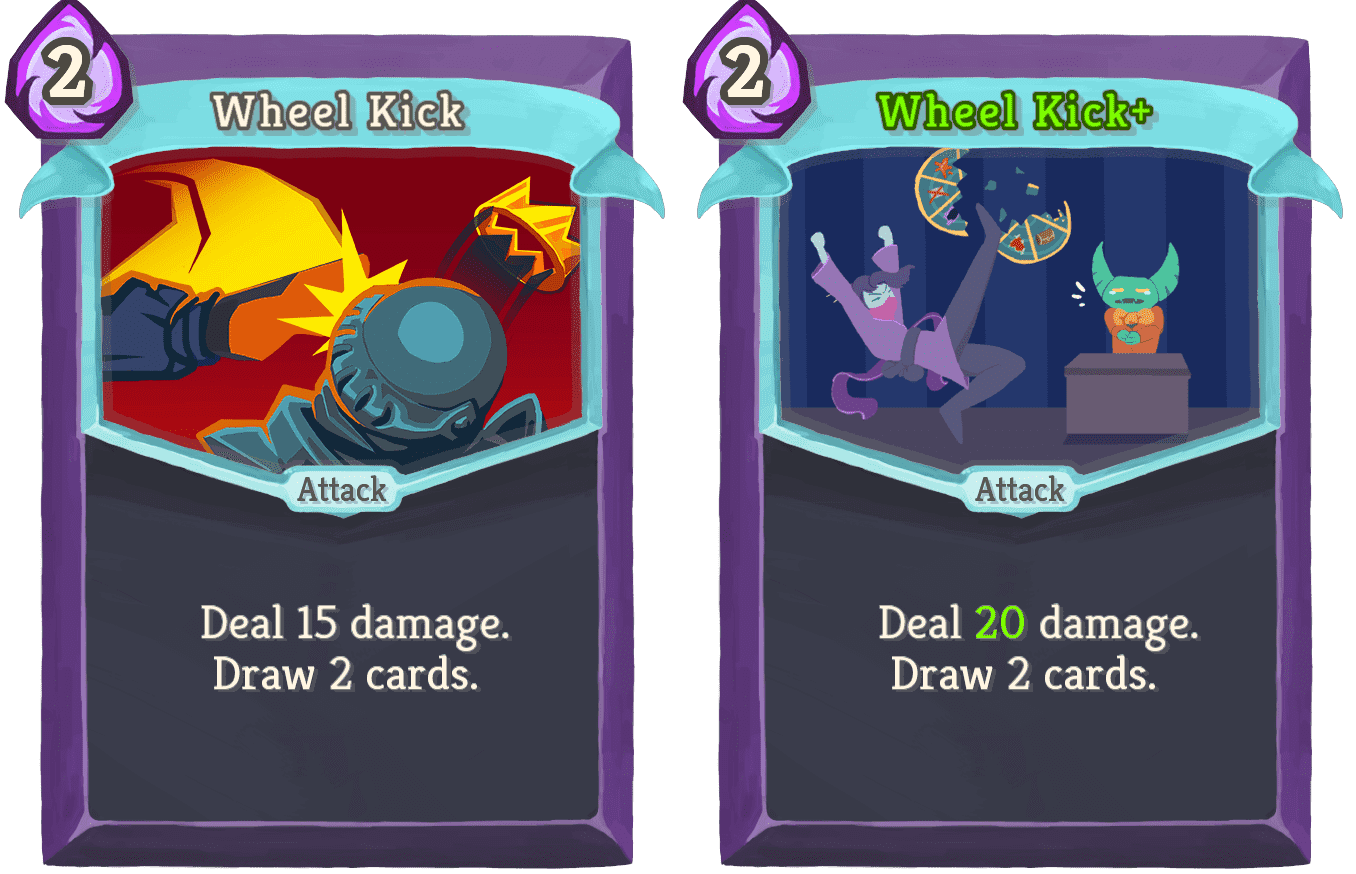 2
Wheel Kick
Attack
Deal 15 damage.
Draw 2 cards.
2
Wheel Kick+
Attack
Deal 20 damage.
Draw 2 cards.